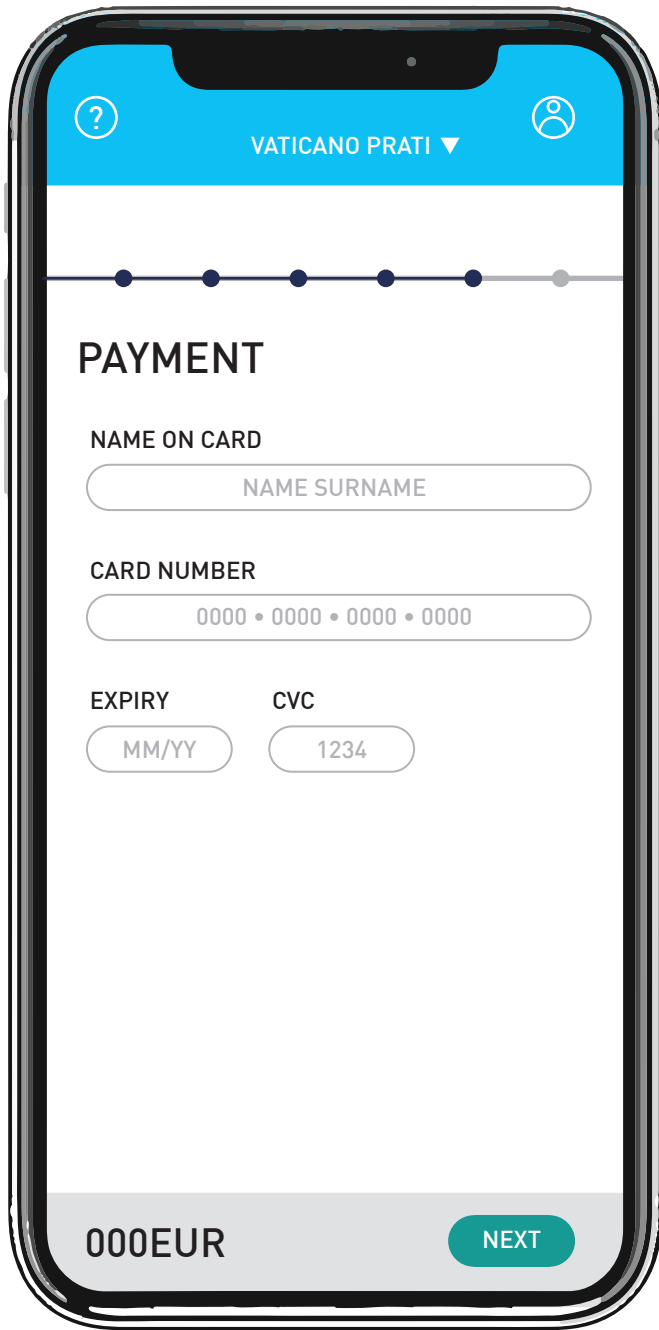 ?
VATICANO PRATI ▼
PAYMENT
NAME ON CARD
NAME SURNAME
CARD NUMBER
0000 • 0000 • 0000 • 0000
EXPIRY CVC
MM/YY 1234
000EUR NEXT